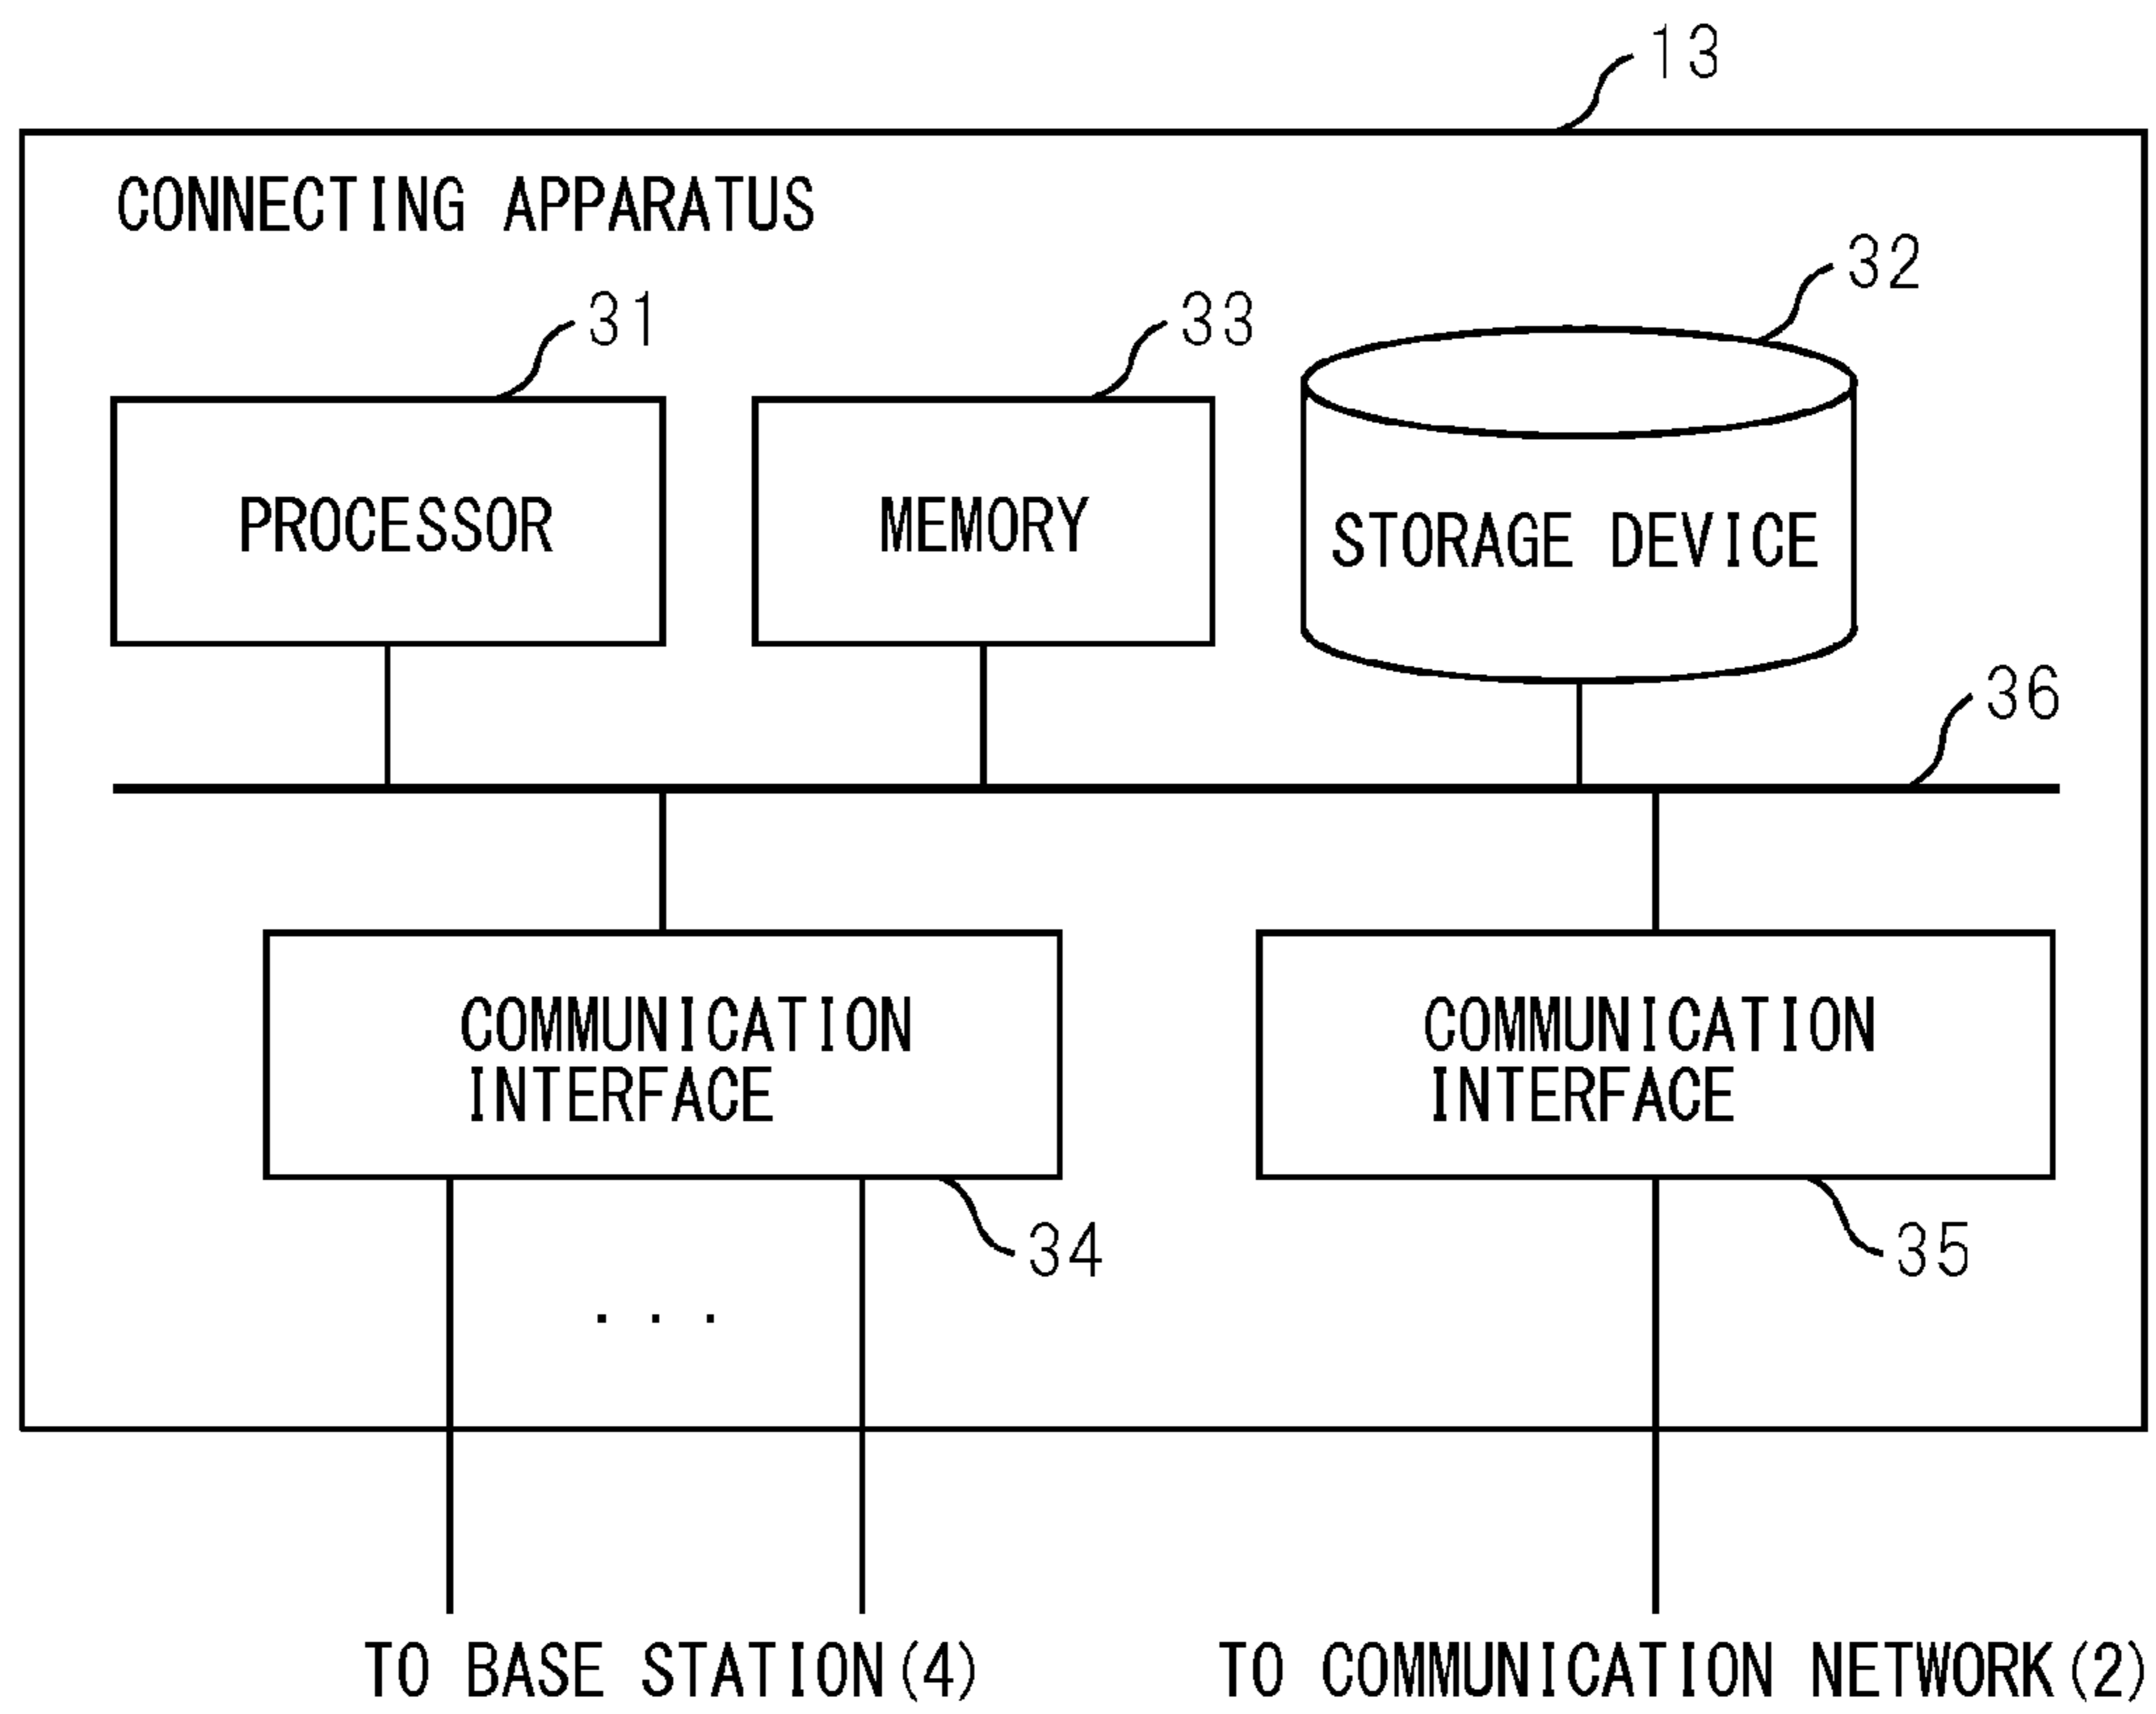 13
CONNECTING APPARATUS
32
31
33
PROCESSOR
MEMORY
STORAGE DEVICE
36
COMMUNICATION
INTERFACE
COMMUNICATION
INTERFACE
34
35
...
TO BASE STATION(4)
TO COMMUNICATION NETWORK(2)